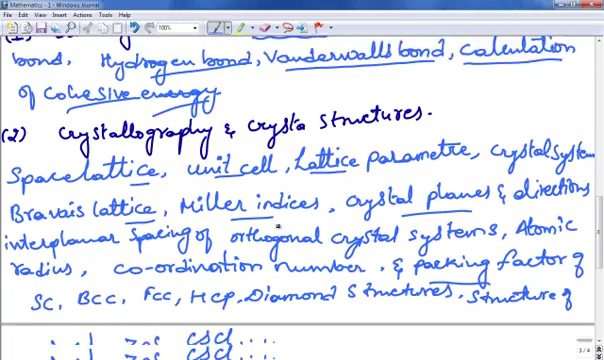 Mathematics - 1 - Windows Journal
File Edit View Insert Actions Tools Help
100%
bond, Hydrogen bond, Vanderwalls bond, Calculation
of Cohesive energy
(2) Crystallography & Crysta Structures.
Space lattice, unit cell, Lattice parametre, Crystal System
Bravais lattice, Miller indices, Crystal planes & directions
interplanar spacing of orthogonal crystal systems, Atomic
radius, co-ordination number, & packing factor of
SC, BCC, FCC, HCP, Diamond Structures. Structure of
CsCl....
3 / 4